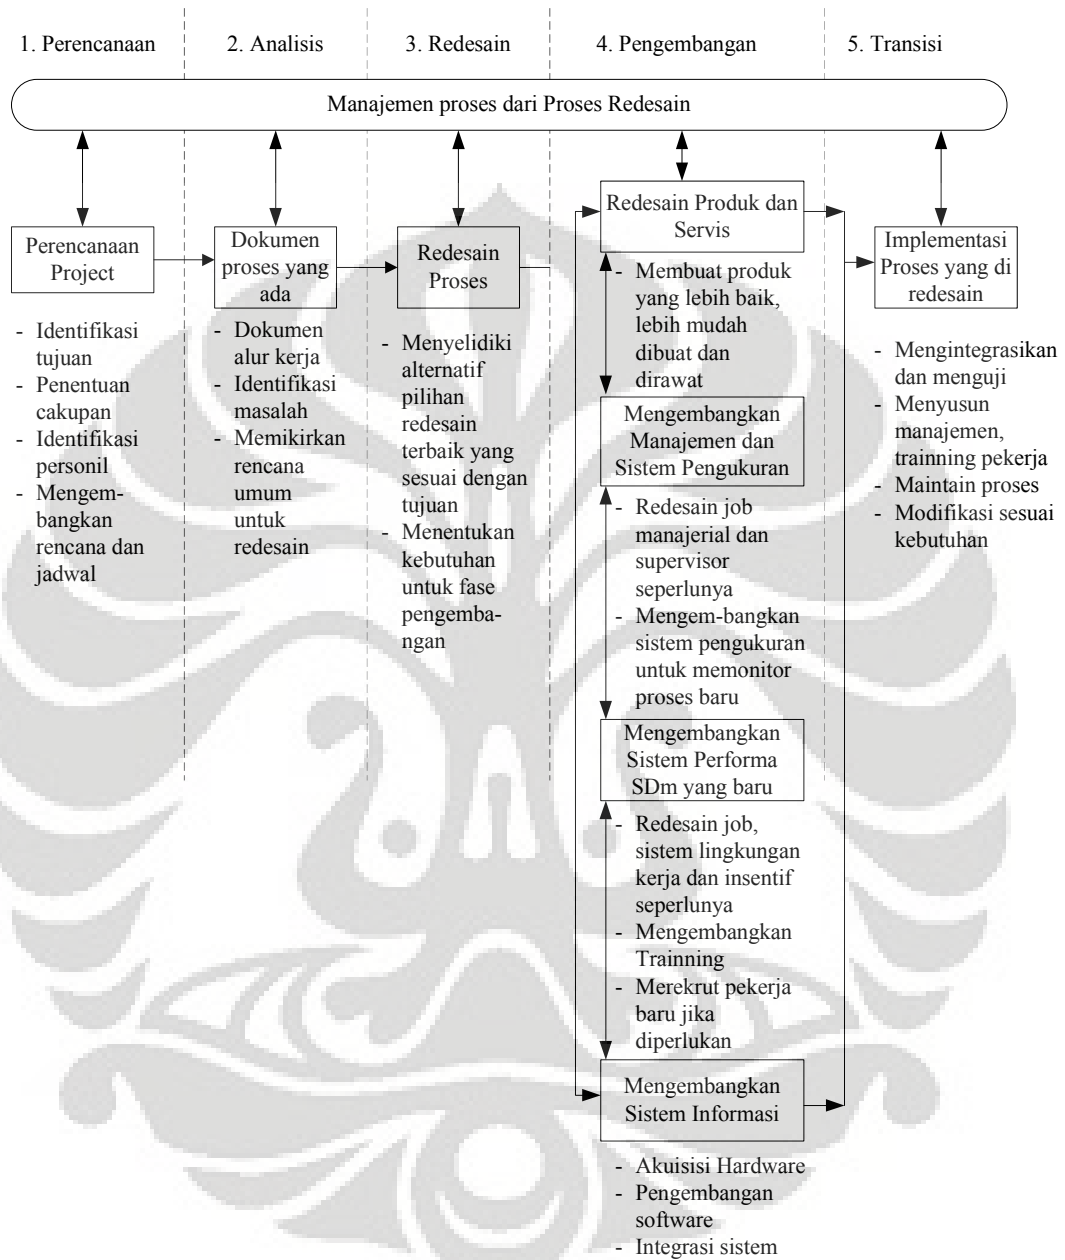 1. Perencanaan
2. Analisis
3. Redesain
4. Pengembangan
5. Transisi
Manajemen proses dari Proses Redesain
Perencanaan
Project
- Identifikasi
tujuan
- Penentuan
cakupan
- Identifikasi
personil
- Mengem-
bangkan
rencana dan
jadwal
Dokumen
proses yang
ada
- Dokumen
alur kerja
- Identifikasi
masalah
- Memikirkan
rencana
umum
untuk
redesain
Redesain
Proses
- Menyelidiki
alternatif
pilihan
redesain
terbaik yang
sesuai dengan
tujuan
- Menentukan
kebutuhan
untuk fase
pengemba-
ngan
Redesain Produk dan
Servis
- Membuat produk
yang lebih baik,
lebih mudah
dibuat dan
dirawat
Mengembangkan
Manajemen dan
Sistem Pengukuran
- Redesain job
manajerial dan
supervisor
seperlunya
- Mengem-bangkan
sistem pengukuran
untuk memonitor
proses baru
Mengembangkan
Sistem Performa
SDm yang baru
- Redesain job,
sistem lingkungan
kerja dan insentif
seperlunya
- Mengembangkan
Trainning
- Merekrut pekerja
baru jika
diperlukan
Mengembangkan
Sistem Informasi
- Akuisisi Hardware
- Pengembangan
software
- Integrasi sistem
Implementasi
Proses yang di
redesain
- Mengintegrasikan
dan menguji
- Menyusun
manajemen,
trainning pekerja
- Maintain proses
- Modifikasi sesuai
kebutuhan